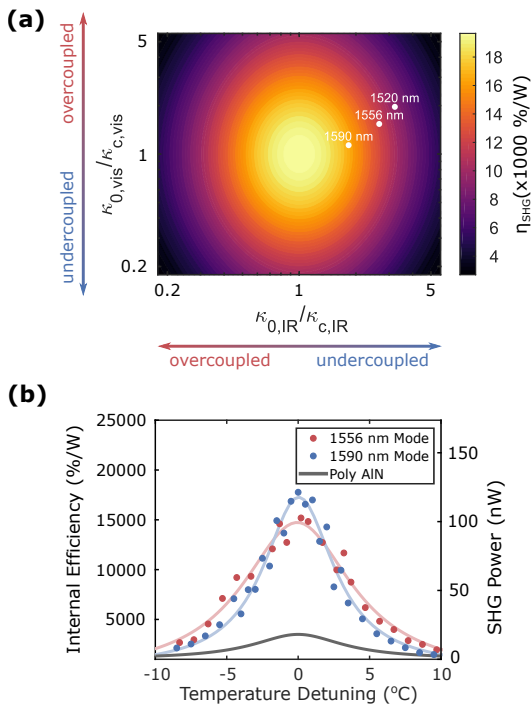 (a)
overcoupled
undercoupled
κ0,vis/κc,vis
5
1
0.2
1520 nm
1556 nm
1590 nm
0.2
1
5
κ0,IR/κc,IR
overcoupled
undercoupled
18
16
14
12
10
8
6
4
ηSHG(x1000 %/W)
(b)
Internal Efficiency (%/W)
25000
20000
15000
10000
5000
1556 nm Mode
1590 nm Mode
Poly AlN
150
100
50
0
SHG Power (nW)
-10
-5
0
5
10
Temperature Detuning (°C)